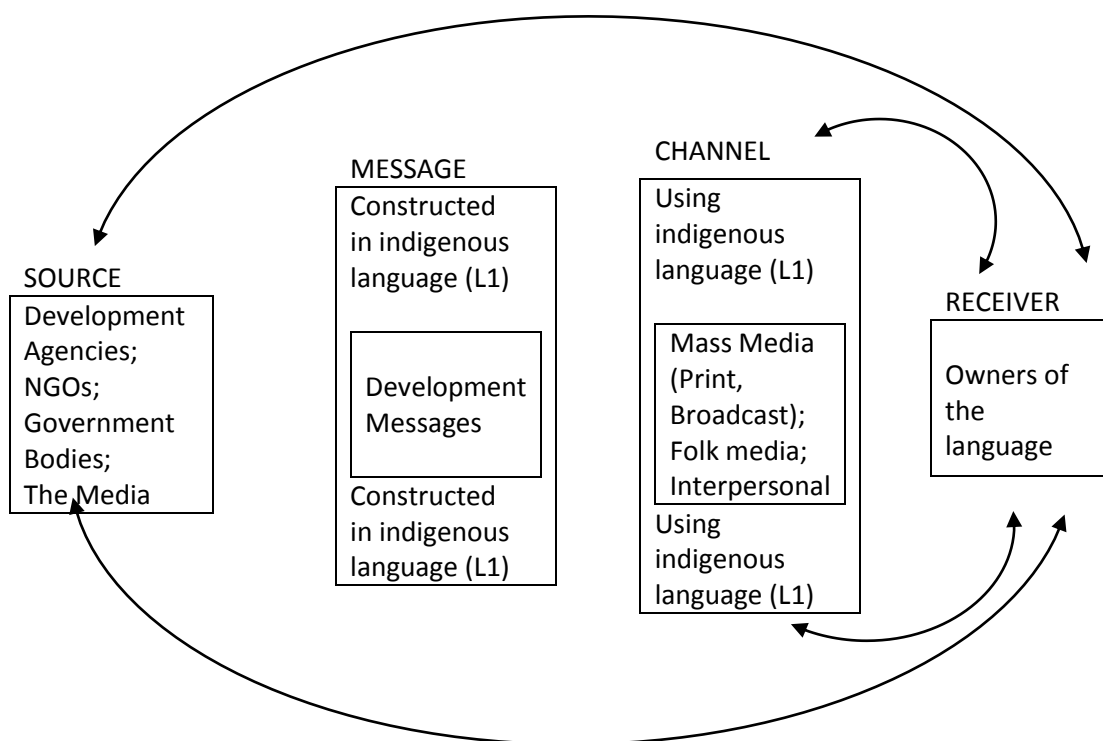 SOURCE
Development
Agencies;
NGOs;
Government
Bodies;
The Media
MESSAGE
Constructed
in indigenous
language (L1)
Development
Messages
Constructed
in indigenous
language (L1)
CHANNEL
Using
indigenous
language (L1)
Mass Media
(Print,
Broadcast);
Folk media;
Interpersonal
Using
indigenous
language (L1)
RECEIVER
Owners of
the
language